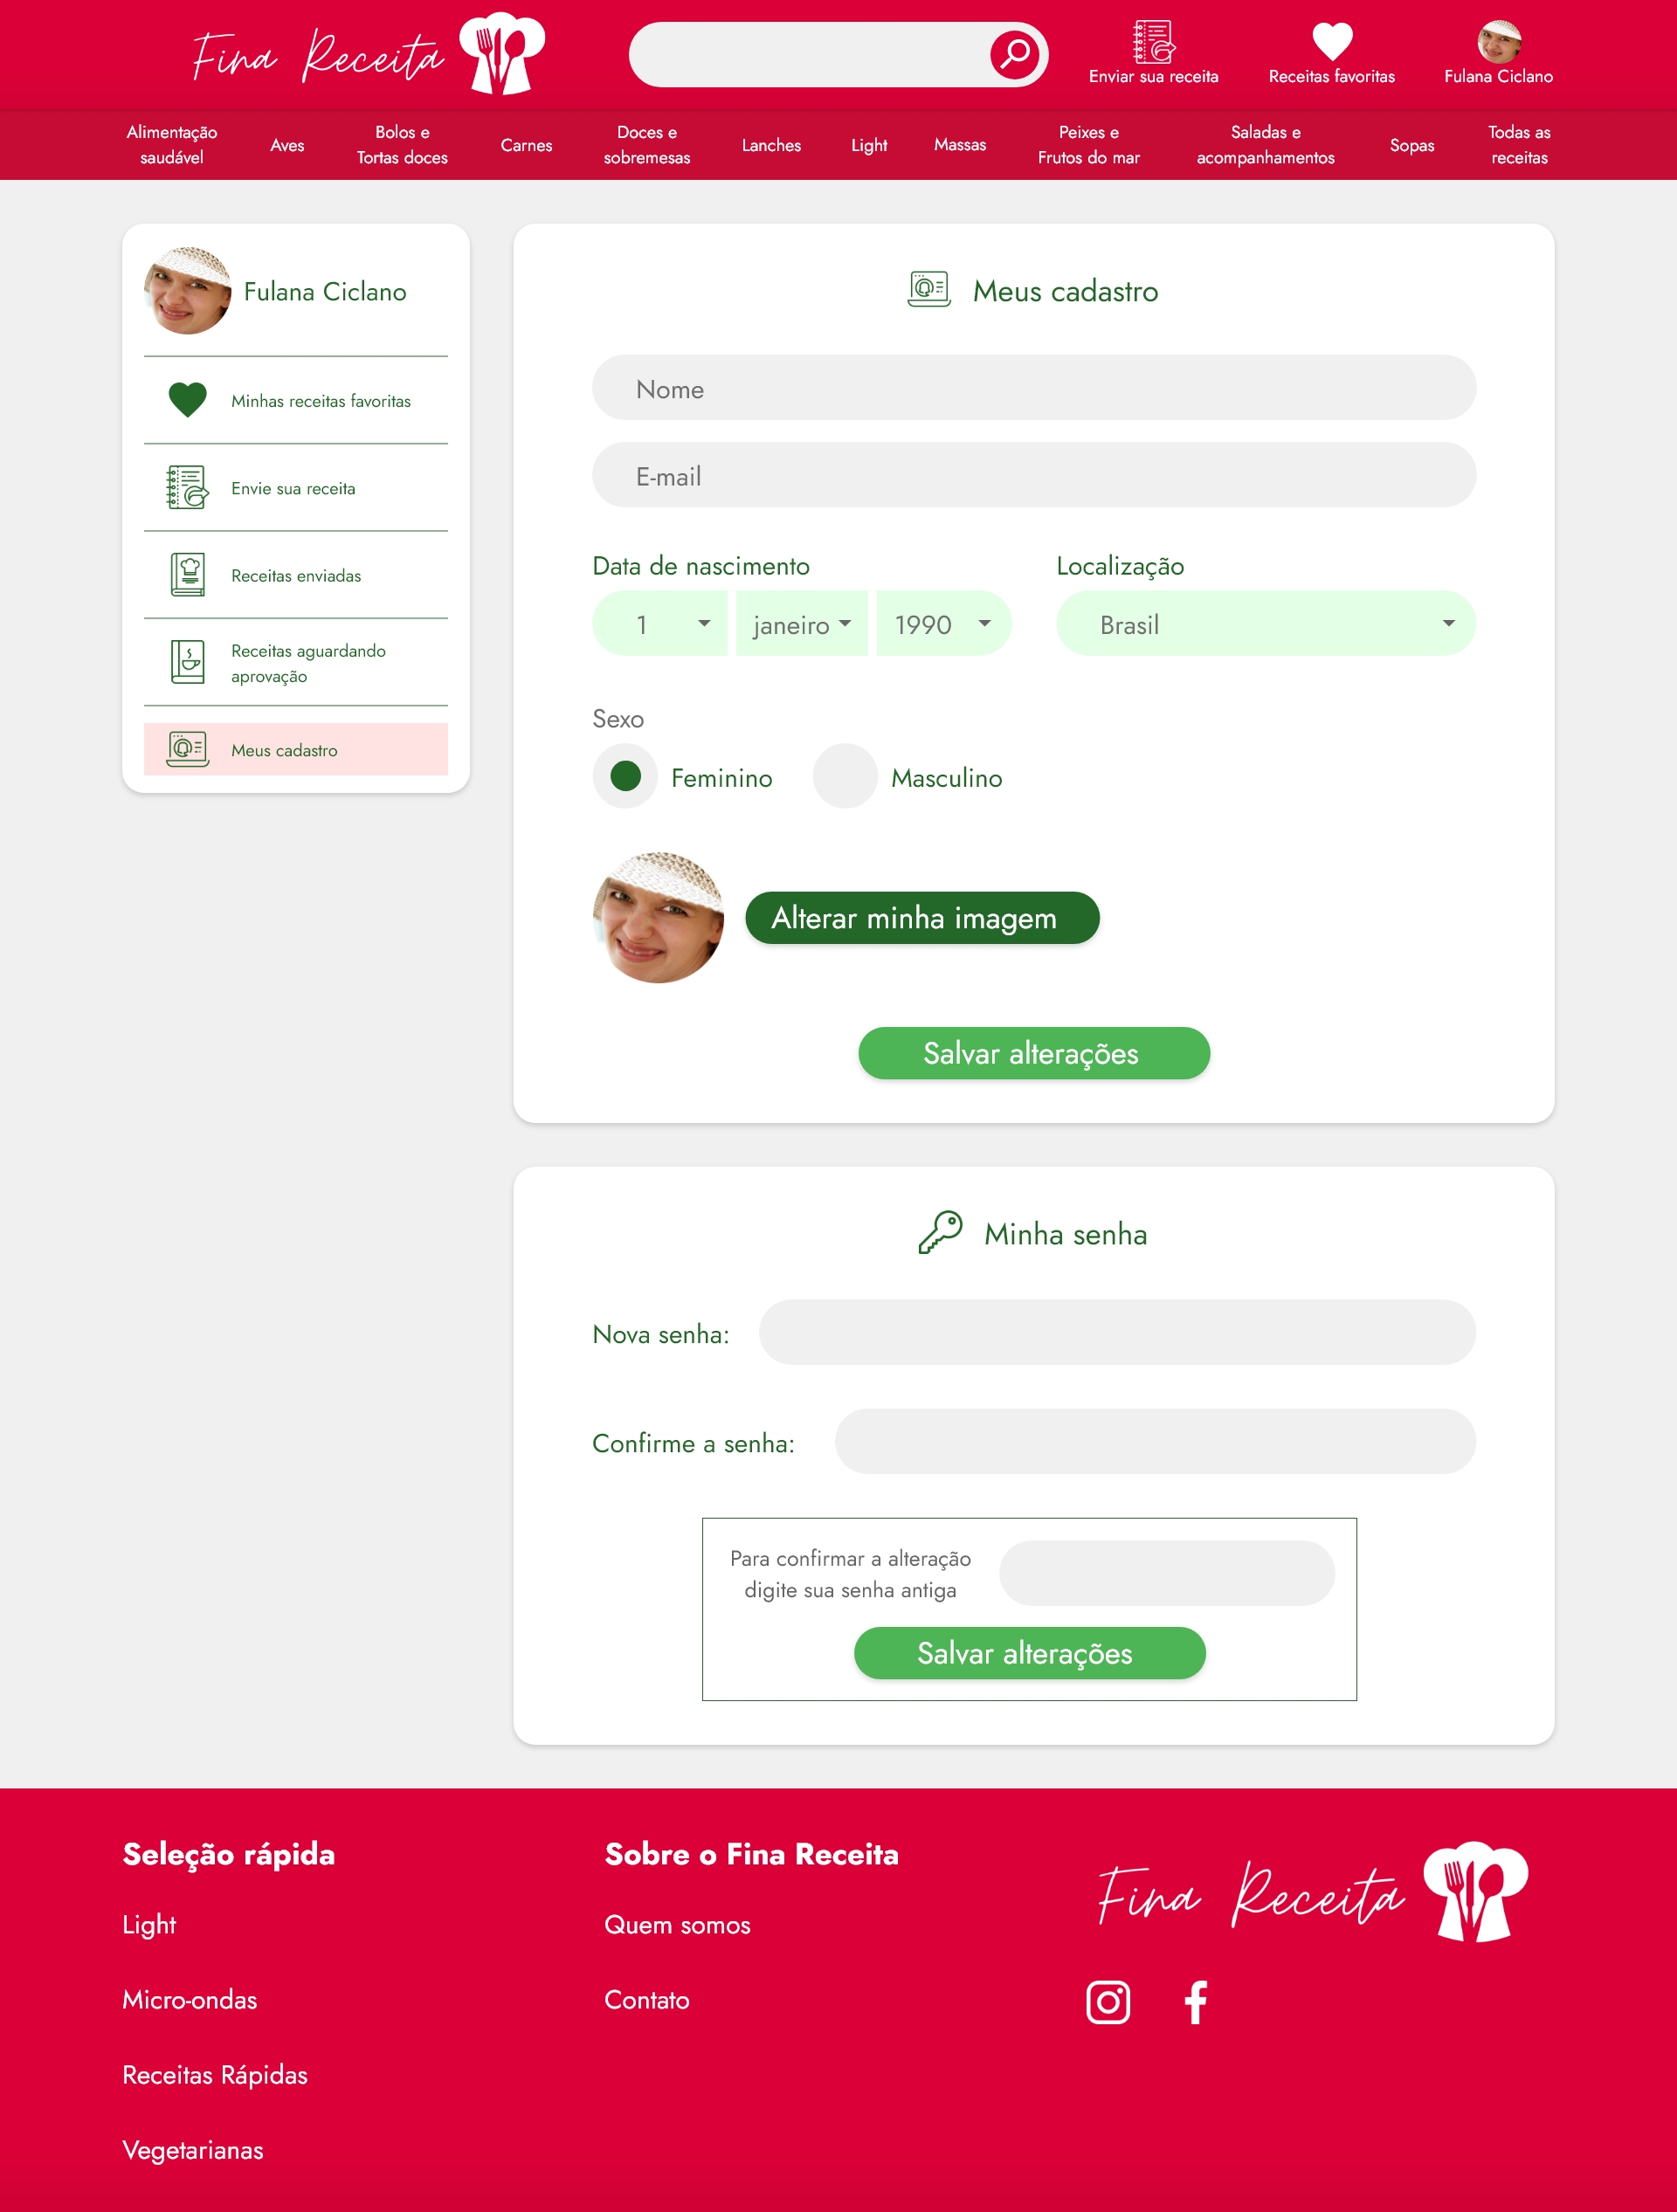 Fina Receita
Enviar sua receita
Receitas favoritas
Fulana Ciclano
Alimentação
saudável
Aves
Bolos e
Tortas doces
Carnes
Doces e
sobremesas
Lanches
Light
Massas
Peixes e
Frutos do mar
Saladas e
acompanhamentos
Sopas
Todas as
receitas
Fulana Ciclano
Minhas receitas favoritas
Envie sua receita
Receitas enviadas
Receitas aguardando
aprovação
Meus cadastro
Meus cadastro
Nome
E-mail
Data de nascimento
Localização
1
janeiro
1990
Brasil
Sexo
Feminino
Masculino
Alterar minha imagem
Salvar alterações
Minha senha
Nova senha:
Confirme a senha:
Para confirmar a alteração
digite sua senha antiga
Salvar alterações
Seleção rápida
Light
Micro-ondas
Receitas Rápidas
Vegetarianas
Sobre o Fina Receita
Quem somos
Contato
Fina Receita